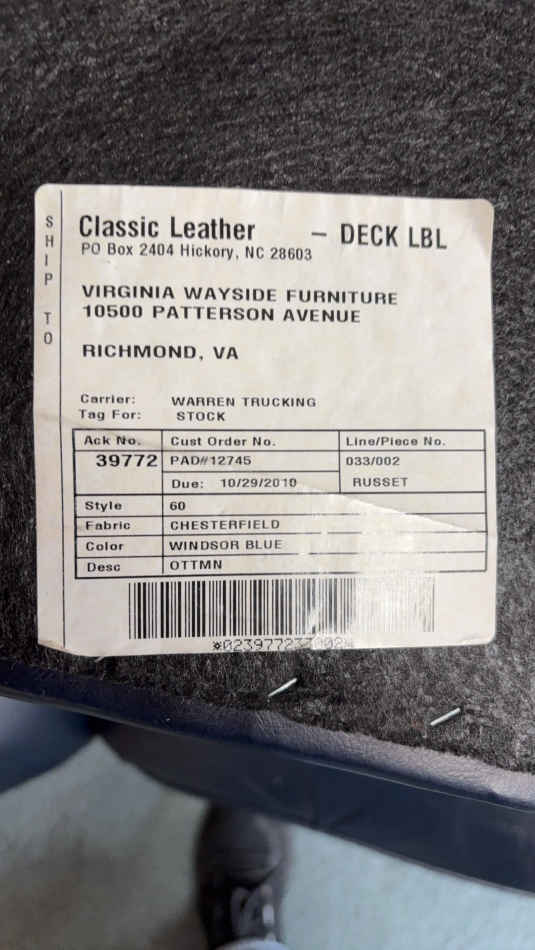 SHIP TO
Classic Leather - DECK LBL
PO Box 2404 Hickory, NC 28603
VIRGINIA WAYSIDE FURNITURE
10500 PATTERSON AVENUE
RICHMOND, VA
Carrier: WARREN TRUCKING
Tag For: STOCK
Ack No. Cust Order No. Line/Piece No.
39772 PAD#12745 033/002
Due: 10/29/2010 RUSSET
Style 60
Fabric CHESTERFIELD
Color WINDSOR BLUE
Desc OTTMN